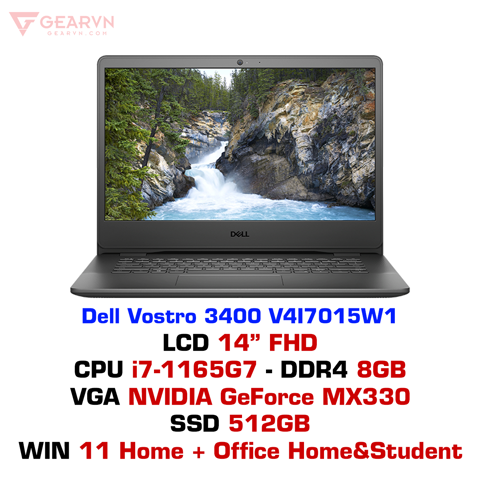 GEARVN
GEARVN.COM
DELL
Dell Vostro 3400 V4I7015W1
LCD 14” FHD
CPU i7-1165G7 - DDR4 8GB
VGA NVIDIA GeForce MX330
SSD 512GB
WIN 11 Home + Office Home&Student